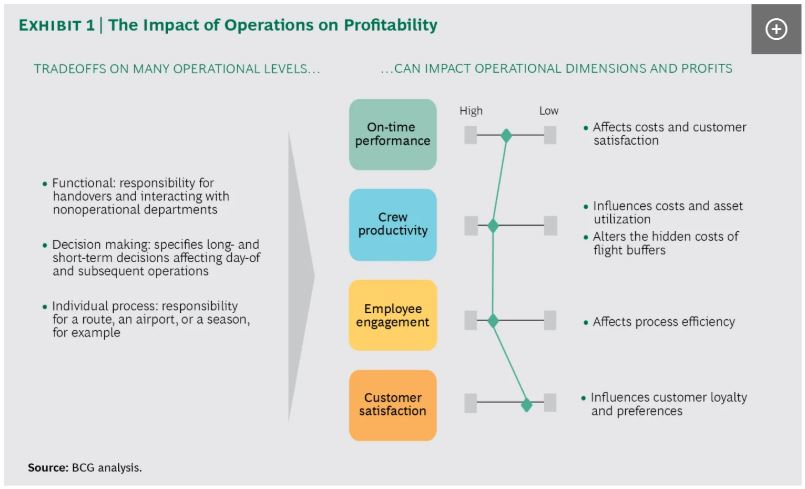 EXHIBIT 1 | The Impact of Operations on Profitability
TRADEOFFS ON MANY OPERATIONAL LEVELS...
...CAN IMPACT OPERATIONAL DIMENSIONS AND PROFITS
• Functional: responsibility for
handovers and interacting with
nonoperational departments
• Decision making: specifies long- and
short-term decisions affecting day-of
and subsequent operations
• Individual process: responsibility
for a route, an airport, or a season,
for example
High
Low
On-time
performance
• Affects costs and customer
satisfaction
Crew
productivity
• Influences costs and asset
utilization
• Alters the hidden costs of
flight buffers
Employee
engagement
• Affects process efficiency
Customer
satisfaction
• Influences customer loyalty
and preferences
Source: BCG analysis.